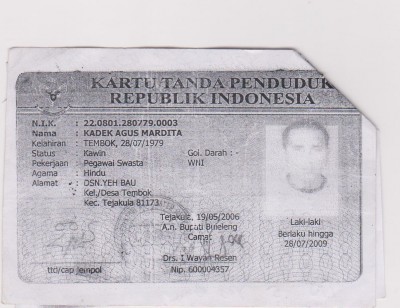 KARTU TANDA PENDUDUK
REPUBLIK INDONESIA
N.I.K. : 22.0801.280779.0003
Nama : KADEK AGUS MARDITA
Kelahiran : TEMBOK, 28/07/1979
Status : Kawin Gol. Darah : -
Pekerjaan : Pegawai Swasta WNI
Agama : Hindu
Alamat : DSN.YEH BAU
Kel./Desa Tembok
Kec. Tejakula 81173
Tejakula, 19/05/2006
A.n. Bupati Buleleng
Camat
Laki-laki
Berlaku hingga
28/07/2009
Drs. I Wayan Resen
ttd/cap jempol Nip. 600004357